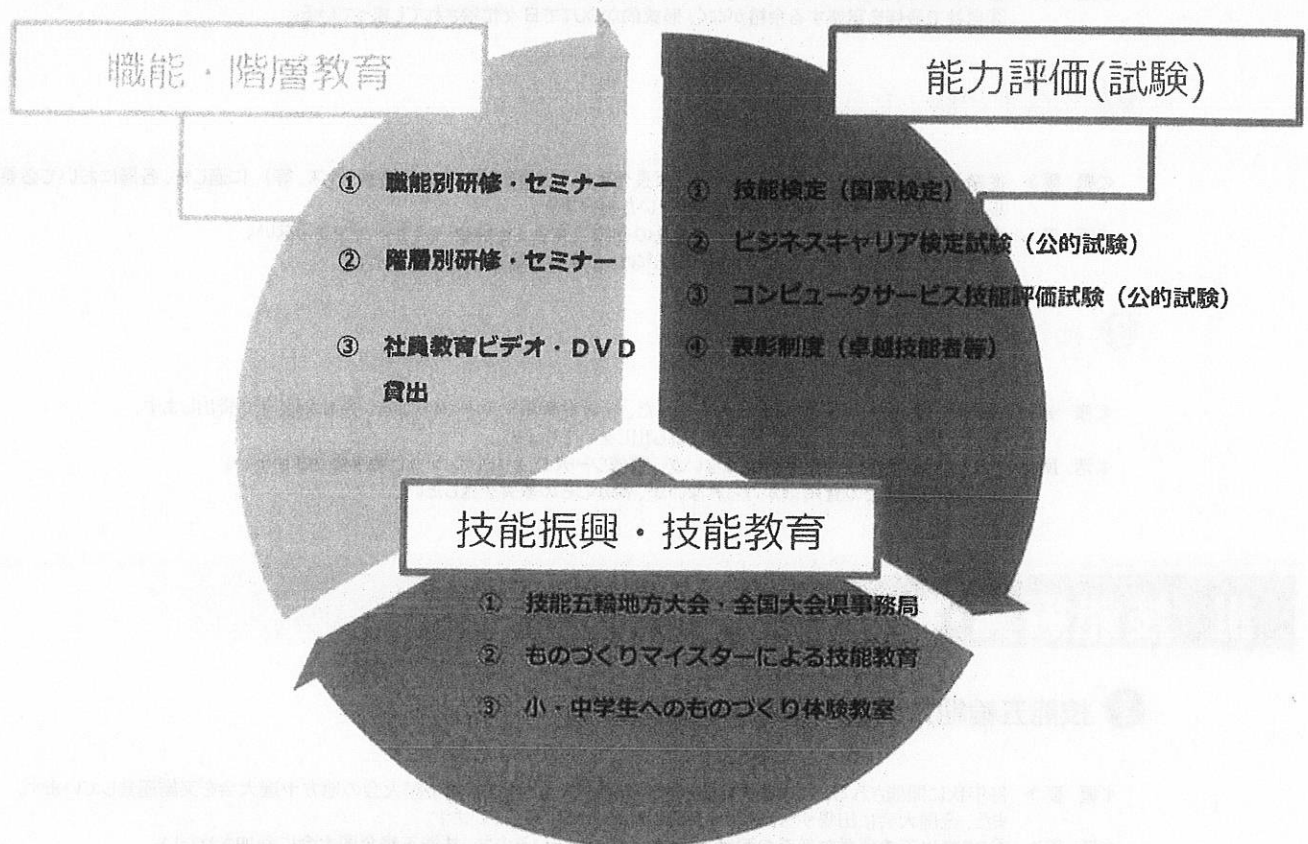 職能・階層教育
① 職能別研修・セミナー
② 階層別研修・セミナー
③ 社員教育ビデオ・DVD
貸出
能力評価(試験)
① 技能検定（国家検定）
② ビジネスキャリア検定試験（公的試験）
③ コンピュータサービス技能評価試験（公的試験）
④ 表彰制度（卓越技能者等）
技能振興・技能教育
① 技能五輪地方大会・全国大会県事務局
② ものづくりマイスターによる技能教育
③ 小・中学生へのものづくり体験教室